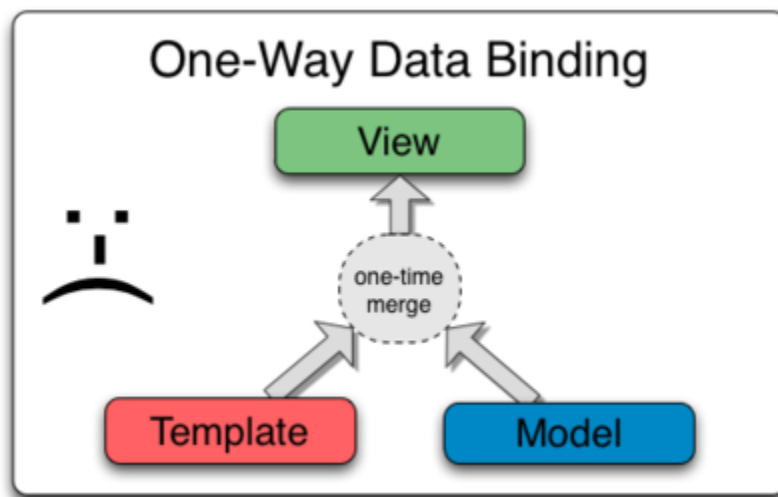 One-Way Data Binding
View
one-time
merge
Template
Model